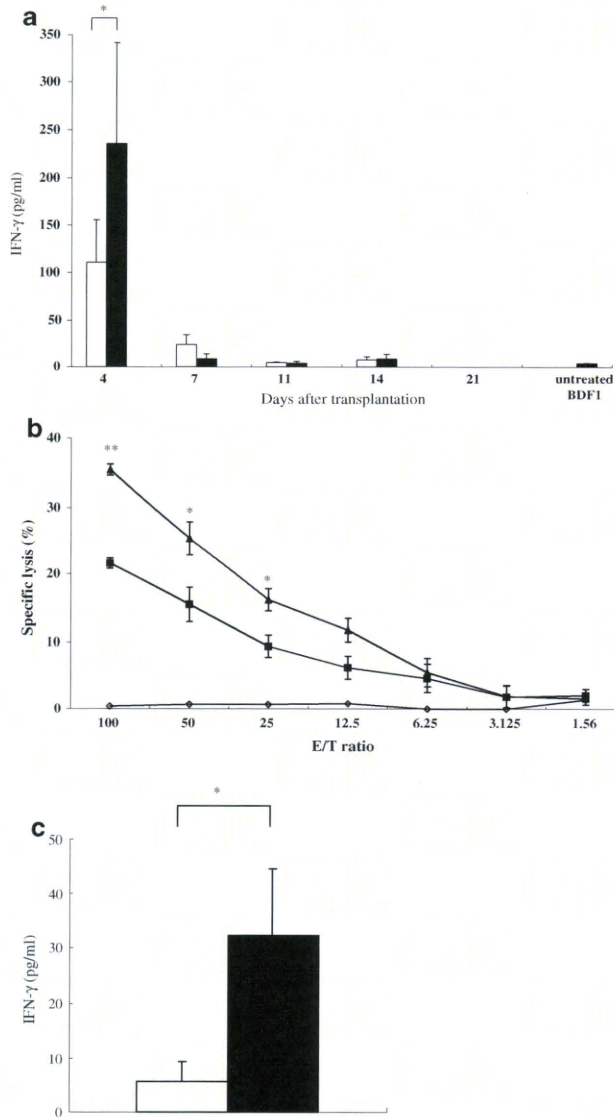 a
*
350
300
250
200
150
100
50
0
IFN-γ (pg/ml)
4 7 11 14 21 untreated
BDF1
Days after transplantation
b
40
30
20
10
0
Specific lysis (%)
**
*
*
100 50 25 12.5 6.25 3.125 1.56
E/T ratio
c
*
50
40
30
20
10
0
IFN-γ (pg/ml)